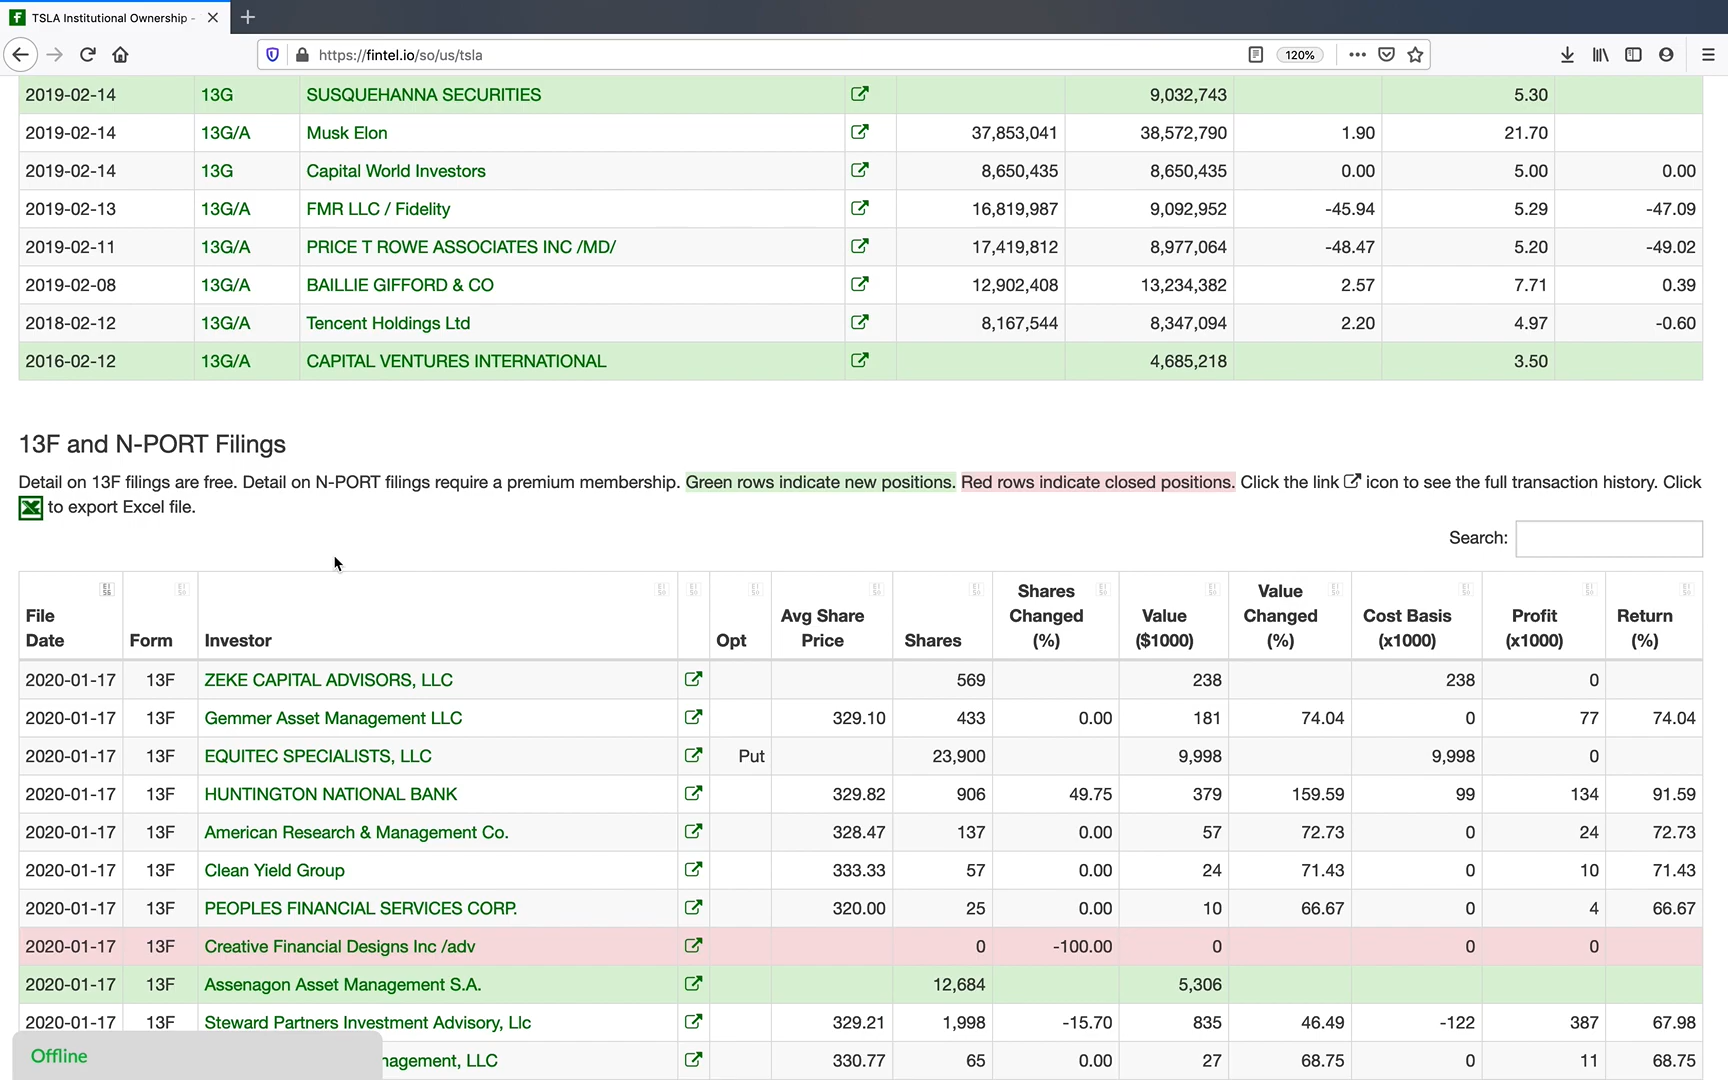 TSLA Institutional Ownership -
https://fintel.io/so/us/tsla
120%
2019-02-14 13G SUSQUEHANNA SECURITIES 9,032,743 5.30
2019-02-14 13G/A Musk Elon 37,853,041 38,572,790 1.90 21.70
2019-02-14 13G Capital World Investors 8,650,435 8,650,435 0.00 5.00 0.00
2019-02-13 13G/A FMR LLC / Fidelity 16,819,987 9,092,952 -45.94 5.29 -47.09
2019-02-11 13G/A PRICE T ROWE ASSOCIATES INC /MD/ 17,419,812 8,977,064 -48.47 5.20 -49.02
2019-02-08 13G/A BAILLIE GIFFORD & CO 12,902,408 13,234,382 2.57 7.71 0.39
2018-02-12 13G/A Tencent Holdings Ltd 8,167,544 8,347,094 2.20 4.97 -0.60
2016-02-12 13G/A CAPITAL VENTURES INTERNATIONAL 4,685,218 3.50
13F and N-PORT Filings
Detail on 13F filings are free. Detail on N-PORT filings require a premium membership. Green rows indicate new positions. Red rows indicate closed positions. Click the link icon to see the full transaction history. Click
to export Excel file.
Search:
File Date Form Investor Opt Avg Share Price Shares Shares Changed (%) Value ($1000) Value Changed (%) Cost Basis (x1000) Profit (x1000) Return (%)
2020-01-17 13F ZEKE CAPITAL ADVISORS, LLC 569 238 238 0
2020-01-17 13F Gemmer Asset Management LLC 329.10 433 0.00 181 74.04 0 77 74.04
2020-01-17 13F EQUITEC SPECIALISTS, LLC Put 23,900 9,998 9,998 0
2020-01-17 13F HUNTINGTON NATIONAL BANK 329.82 906 49.75 379 159.59 99 134 91.59
2020-01-17 13F American Research & Management Co. 328.47 137 0.00 57 72.73 0 24 72.73
2020-01-17 13F Clean Yield Group 333.33 57 0.00 24 71.43 0 10 71.43
2020-01-17 13F PEOPLES FINANCIAL SERVICES CORP. 320.00 25 0.00 10 66.67 0 4 66.67
2020-01-17 13F Creative Financial Designs Inc /adv 0 -100.00 0 0 0
2020-01-17 13F Assenagon Asset Management S.A. 12,684 5,306
2020-01-17 13F Steward Partners Investment Advisory, Llc 329.21 1,998 -15.70 835 46.49 -122 387 67.98
Offline
nagement, LLC 330.77 65 0.00 27 68.75 0 11 68.75